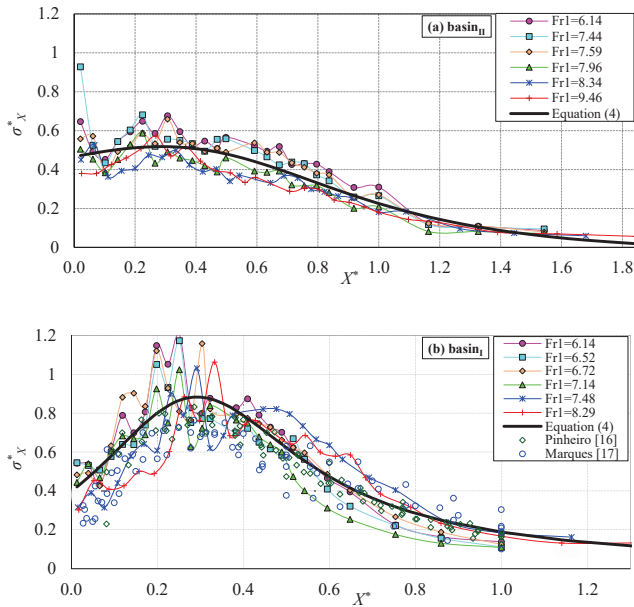 1.2
1
0.8
0.6
0.4
0.2
0
σ*X
(a) basinII
Fr1=6.14
Fr1=7.44
Fr1=7.59
Fr1=7.96
Fr1=8.34
Fr1=9.46
Equation (4)
0.0 0.2 0.4 0.6 0.8 1.0 1.2 1.4 1.6 1.8
X*
1.2
1
0.8
0.6
0.4
0.2
0
σ*X
(b) basinI
Fr1=6.14
Fr1=6.52
Fr1=6.72
Fr1=7.14
Fr1=7.48
Fr1=8.29
Equation (4)
Pinheiro [16]
Marques [17]
0.0 0.2 0.4 0.6 0.8 1.0 1.2
X*